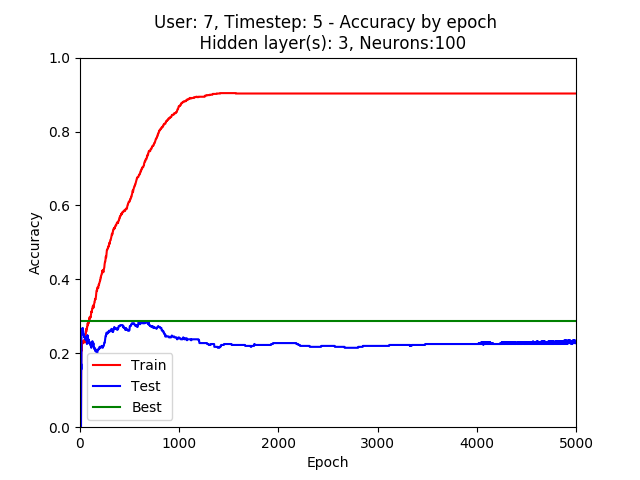 User: 7, Timestep: 5 - Accuracy by epoch
Hidden layer(s): 3, Neurons:100
1.0
0.8
0.6
0.4
0.2
0.0
Accuracy
Train
Test
Best
0 1000 2000 3000 4000 5000
Epoch